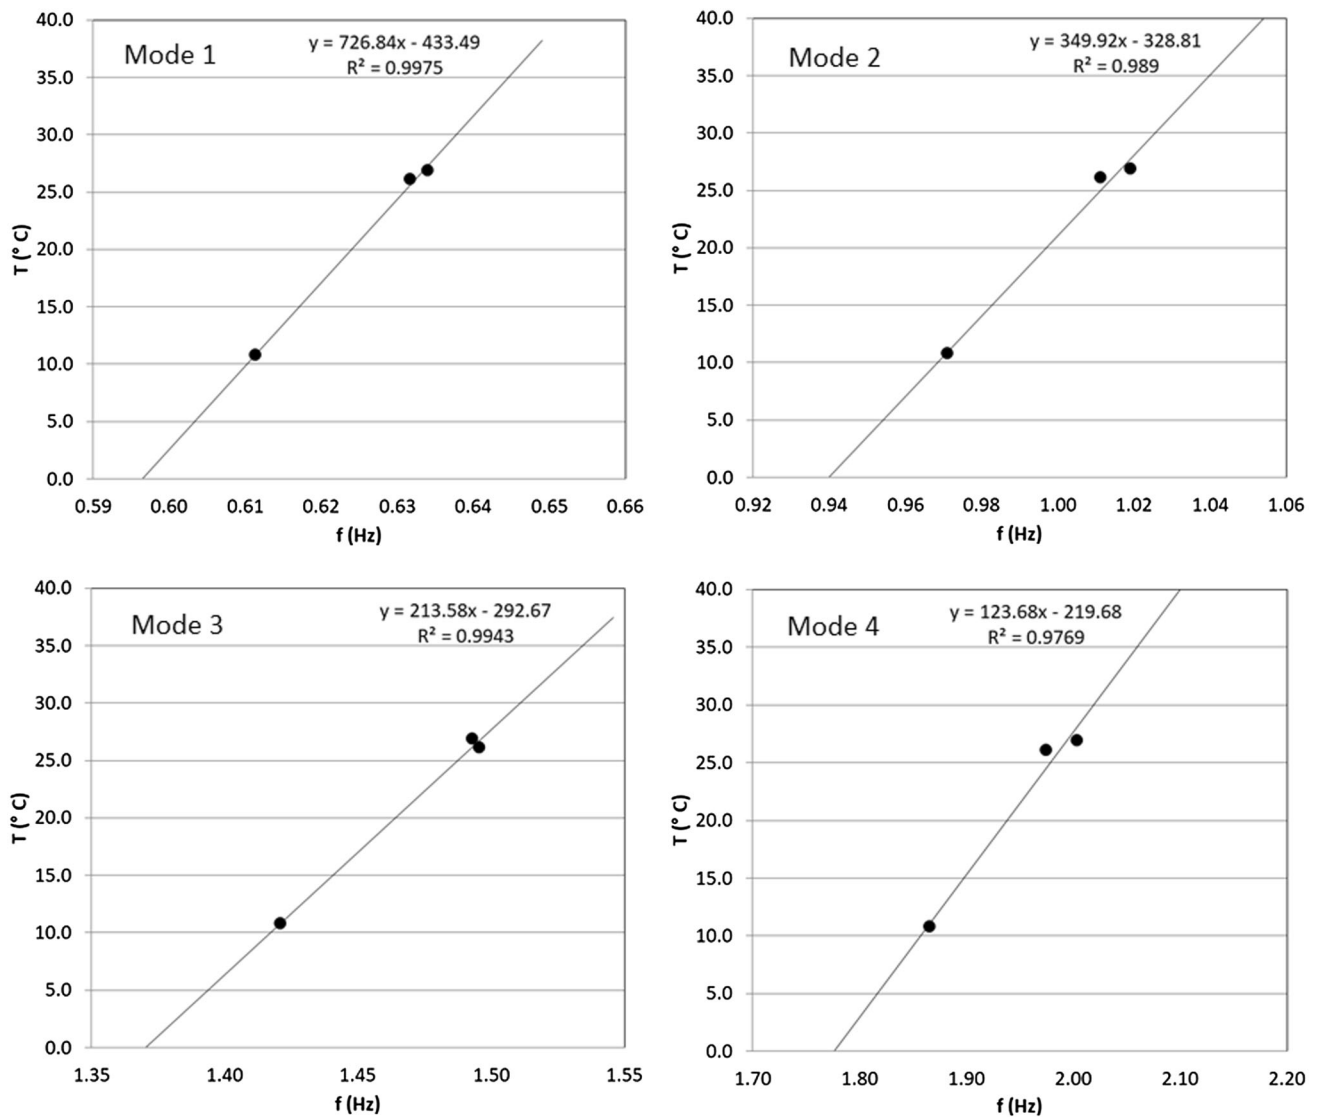 Mode 1
y = 726.84x - 433.49
R² = 0.9975
40.0
35.0
30.0
25.0
20.0
15.0
10.0
5.0
0.0
T (° C)
0.59 0.60 0.61 0.62 0.63 0.64 0.65 0.66
f (Hz)
Mode 2
y = 349.92x - 328.81
R² = 0.989
40.0
35.0
30.0
25.0
20.0
15.0
10.0
5.0
0.0
T (° C)
0.92 0.94 0.96 0.98 1.00 1.02 1.04 1.06
f (Hz)
Mode 3
y = 213.58x - 292.67
R² = 0.9943
40.0
35.0
30.0
25.0
20.0
15.0
10.0
5.0
0.0
T (° C)
1.35 1.40 1.45 1.50 1.55
f (Hz)
Mode 4
y = 123.68x - 219.68
R² = 0.9769
40.0
35.0
30.0
25.0
20.0
15.0
10.0
5.0
0.0
T (° C)
1.70 1.80 1.90 2.00 2.10 2.20
f (Hz)